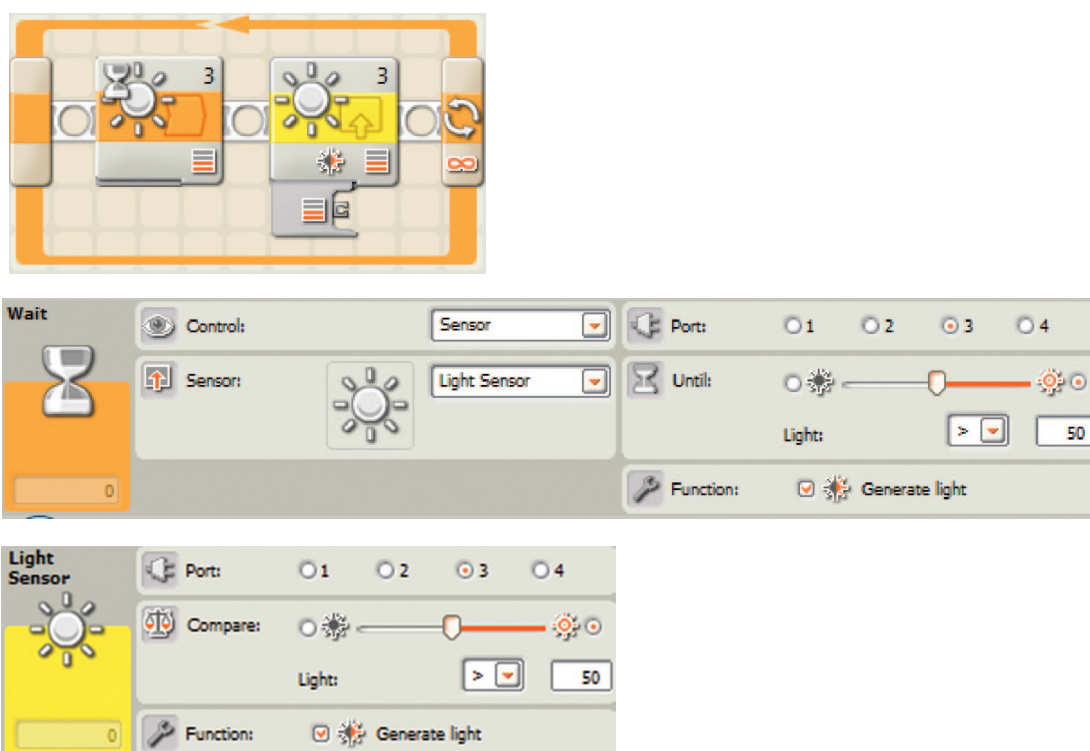 3 3
Wait
Control: Sensor
Sensor: Light Sensor
0
Port: 1 2 3 4
Until:
Light: > 50
Function: Generate light
Light
Sensor
0
Port: 1 2 3 4
Compare:
Light: > 50
Function: Generate light